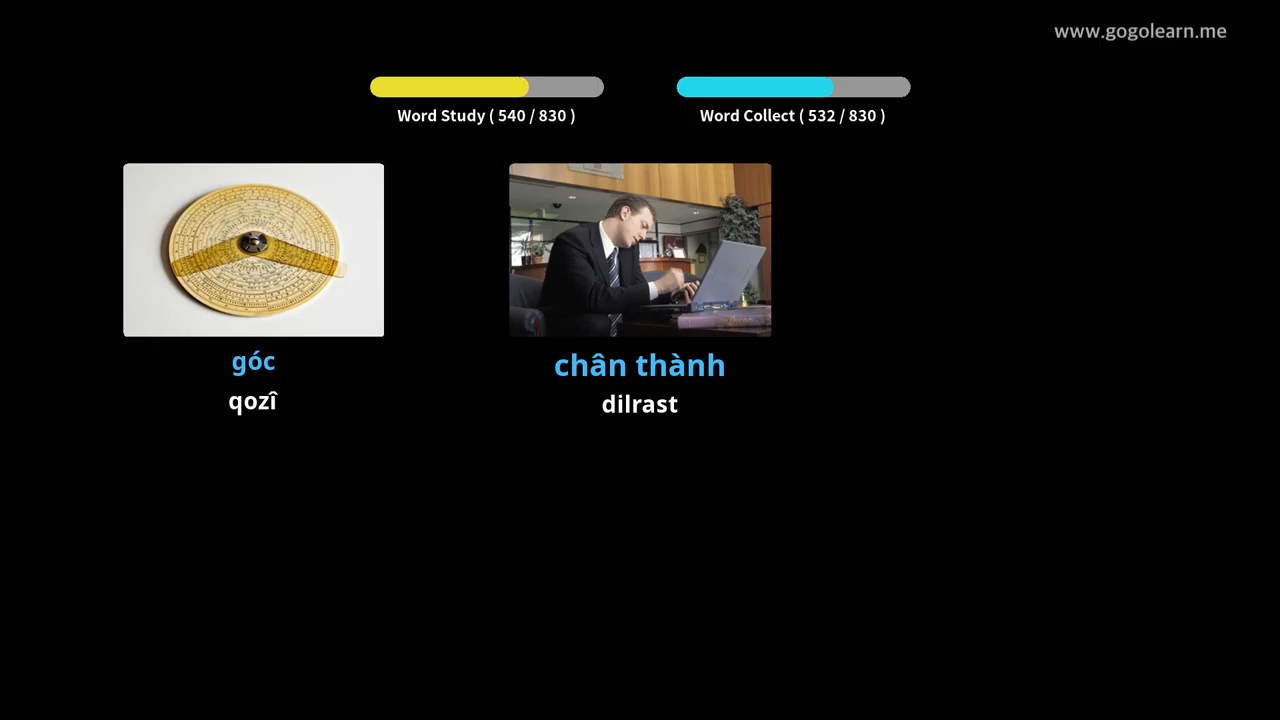 www.gogolearn.me
Word Study ( 540 / 830 )
Word Collect ( 532 / 830 )
góc
qozî
chân thành
dilrast